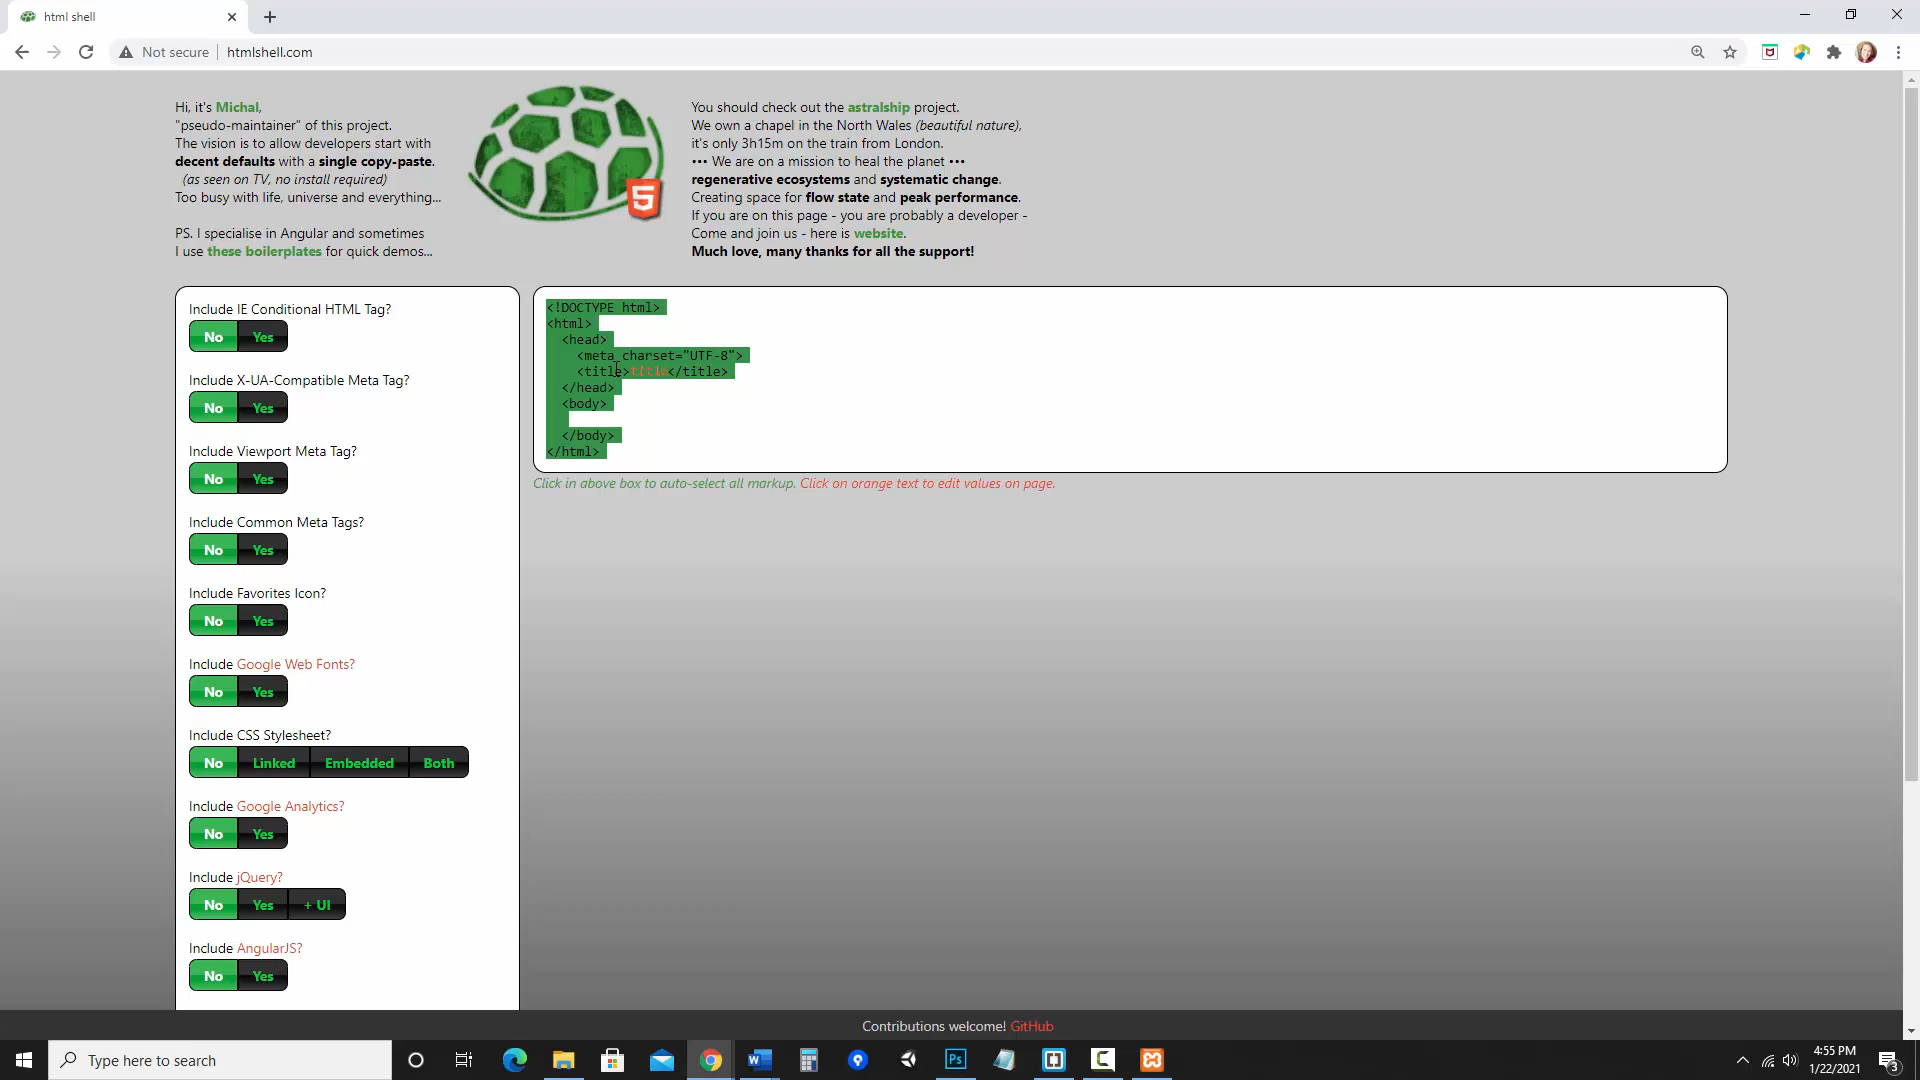 html shell
Not secure
htmlshell.com
Hi, it's Michal,
"pseudo-maintainer" of this project.
The vision is to allow developers start with
decent defaults with a single copy-paste.
(as seen on TV, no install required)
Too busy with life, universe and everything...
PS. I specialise in Angular and sometimes
I use these boilerplates for quick demos...
5
You should check out the astralship project.
We own a chapel in the North Wales (beautiful nature),
it's only 3h15m on the train from London.
••• We are on a mission to heal the planet •••
regenerative ecosystems and systematic change.
Creating space for flow state and peak performance.
If you are on this page - you are probably a developer -
Come and join us - here is website.
Much love, many thanks for all the support!
Include IE Conditional HTML Tag?
No Yes
Include X-UA-Compatible Meta Tag?
No Yes
Include Viewport Meta Tag?
No Yes
Include Common Meta Tags?
No Yes
Include Favorites Icon?
No Yes
Include Google Web Fonts?
No Yes
Include CSS Stylesheet?
No Linked Embedded Both
Include Google Analytics?
No Yes
Include jQuery?
No Yes + UI
Include AngularJS?
No Yes
<!DOCTYPE html>
<html>
<head>
<meta charset="UTF-8">
<title>title</title>
</head>
<body>
</body>
</html>
Click in above box to auto-select all markup. Click on orange text to edit values on page.
Contributions welcome! GitHub
Type here to search
W
Ps
4:55 PM
1/22/2021
3